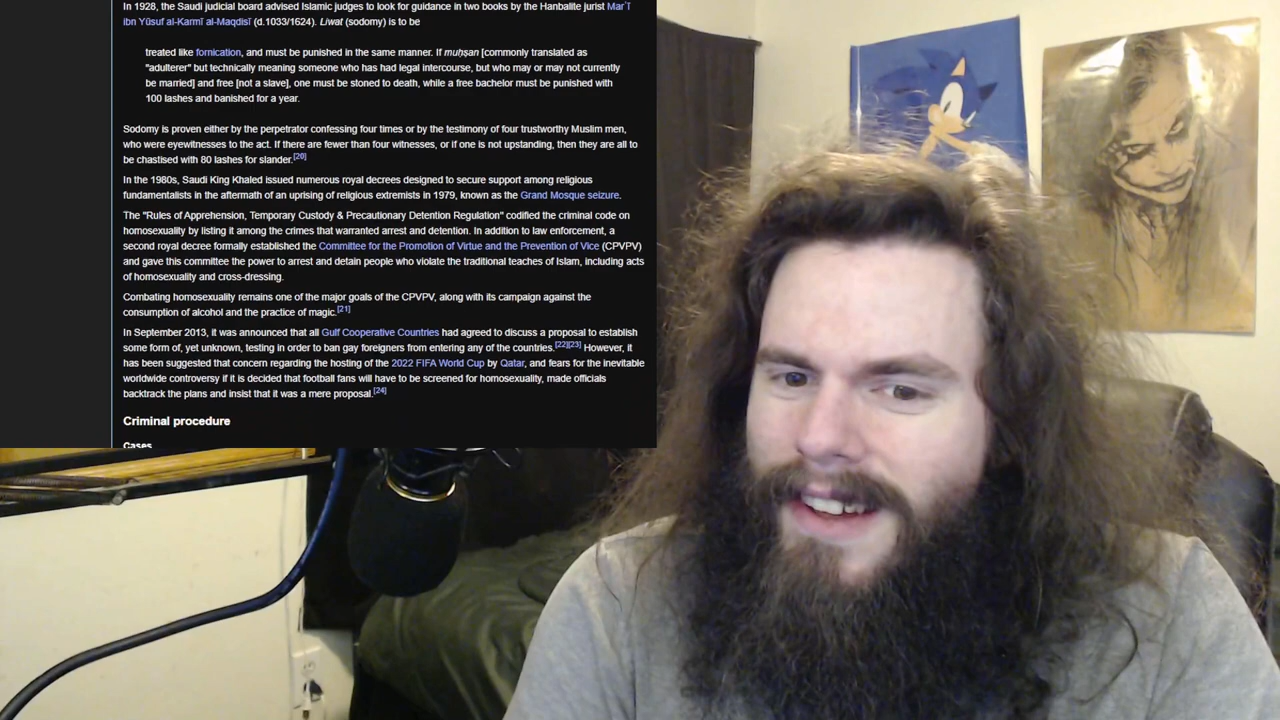 In 1928, the Saudi judicial board advised Islamic judges to look for guidance in two books by the Hanbalite jurist Marʿī
ibn Yūsuf al-Karmī al-Maqdisī (d.1033/1624). Liwat (sodomy) is to be
treated like fornication, and must be punished in the same manner. If muḥṣan [commonly translated as
"adulterer" but technically meaning someone who has had legal intercourse, but who may or may not currently
be married] and free [not a slave], one must be stoned to death, while a free bachelor must be punished with
100 lashes and banished for a year.
Sodomy is proven either by the perpetrator confessing four times or by the testimony of four trustworthy Muslim men,
who were eyewitnesses to the act. If there are fewer than four witnesses, or if one is not upstanding, then they are all to
be chastised with 80 lashes for slander.[20]
In the 1980s, Saudi King Khaled issued numerous royal decrees designed to secure support among religious
fundamentalists in the aftermath of an uprising of religious extremists in 1979, known as the Grand Mosque seizure.
The "Rules of Apprehension, Temporary Custody & Precautionary Detention Regulation" codified the criminal code on
homosexuality by listing it among the crimes that warranted arrest and detention. In addition to law enforcement, a
second royal decree formally established the Committee for the Promotion of Virtue and the Prevention of Vice (CPVPV)
and gave this committee the power to arrest and detain people who violate the traditional teaches of Islam, including acts
of homosexuality and cross-dressing.
Combating homosexuality remains one of the major goals of the CPVPV, along with its campaign against the
consumption of alcohol and the practice of magic.[21]
In September 2013, it was announced that all Gulf Cooperative Countries had agreed to discuss a proposal to establish
some form of, yet unknown, testing in order to ban gay foreigners from entering any of the countries.[22][23] However, it
has been suggested that concern regarding the hosting of the 2022 FIFA World Cup by Qatar, and fears for the inevitable
worldwide controversy if it is decided that football fans will have to be screened for homosexuality, made officials
backtrack the plans and insist that it was a mere proposal.[24]
Criminal procedure
Cases